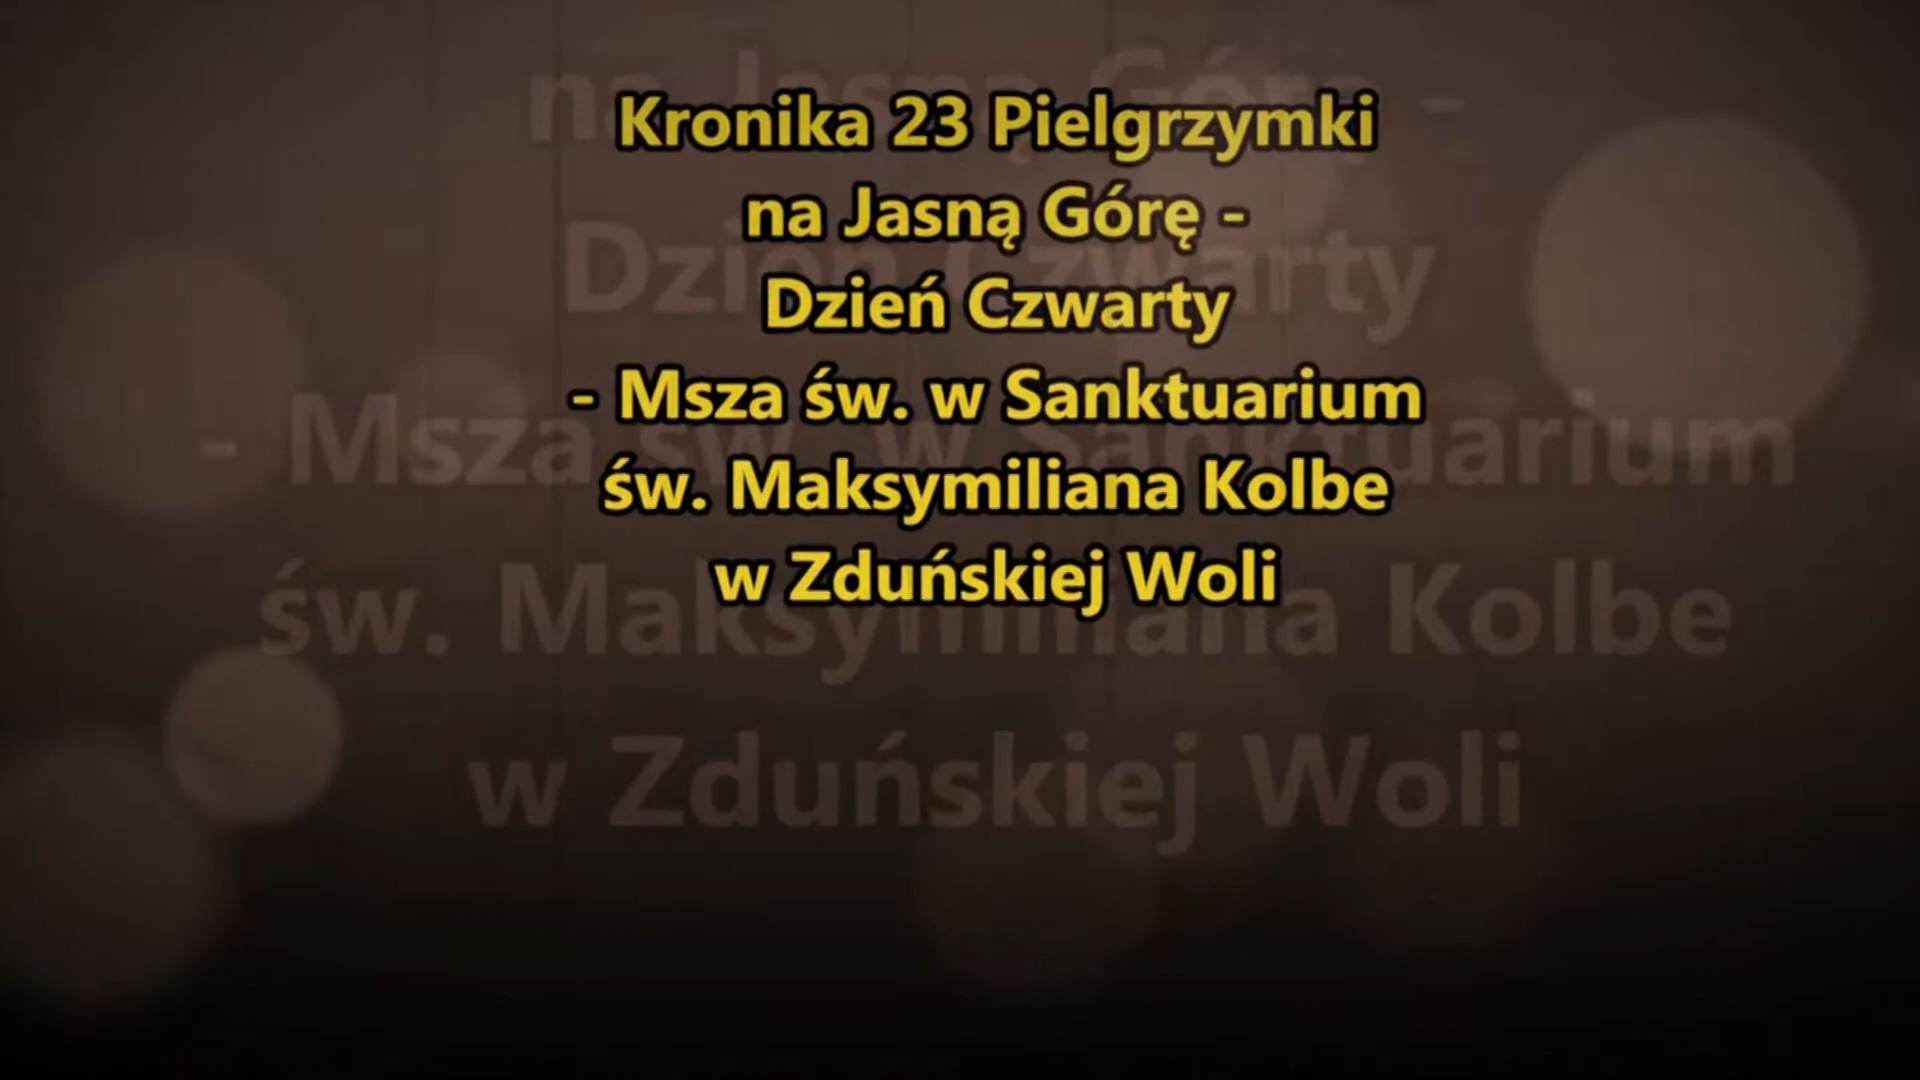 Kronika 23 Pielgrzymki
na Jasną Górę -
Dzień Czwarty
- Msza św. w Sanktuarium
św. Maksymiliana Kolbe
w Zduńskiej Woli